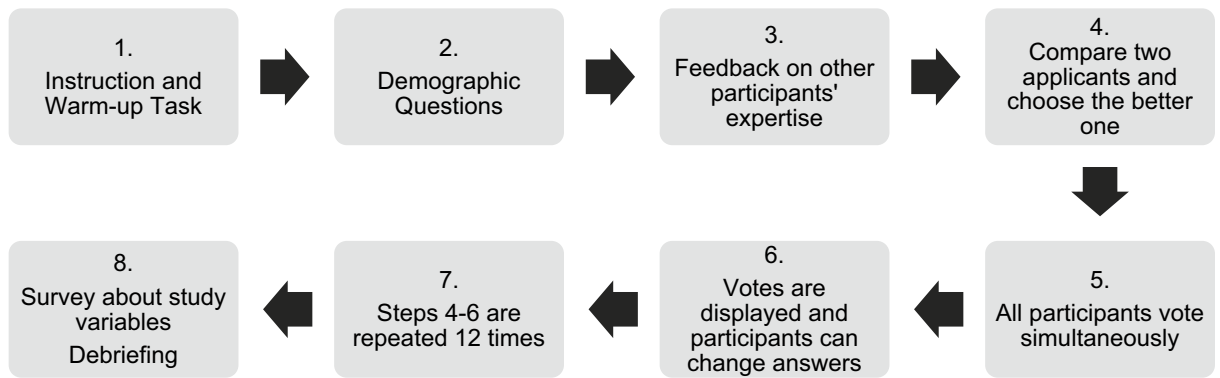 1.
Instruction and
Warm-up Task
2.
Demographic
Questions
3.
Feedback on other
participants'
expertise
4.
Compare two
applicants and
choose the better
one
5.
All participants vote
simultaneously
6.
Votes are
displayed and
participants can
change answers
7.
Steps 4-6 are
repeated 12 times
8.
Survey about study
variables
Debriefing